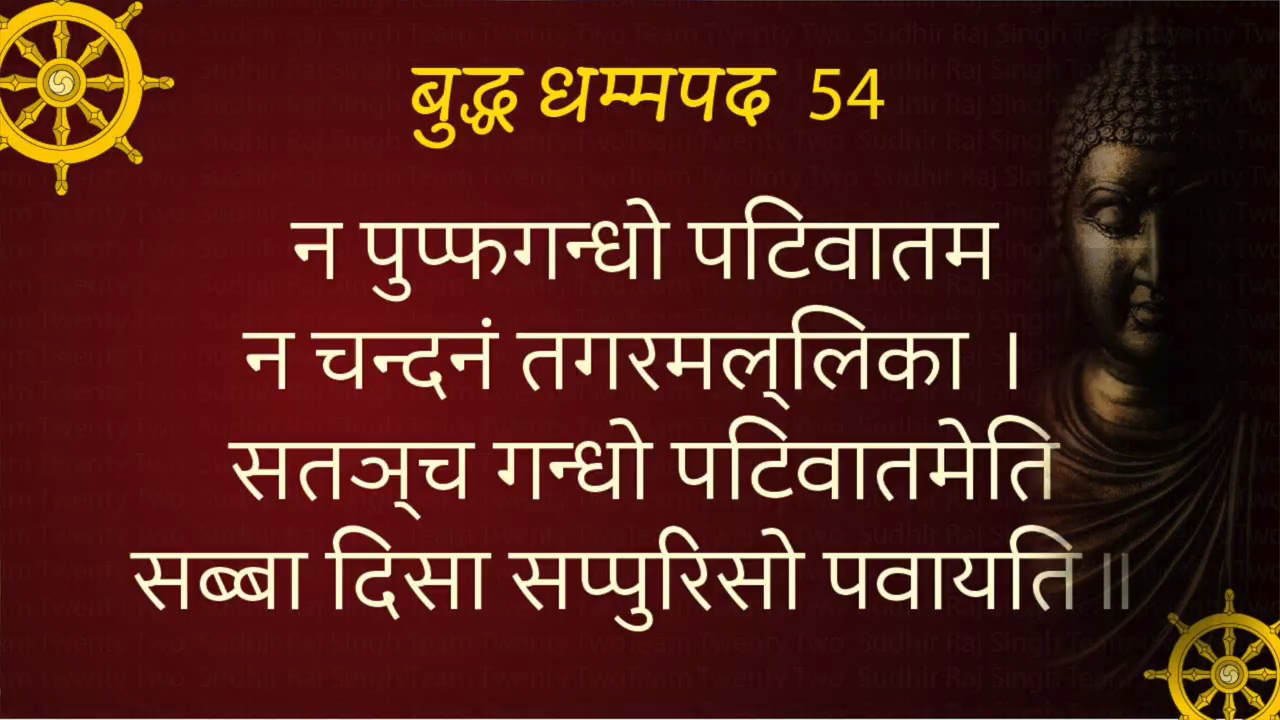 बुद्ध धम्मपद 54
न पुप्फगन्धो पटिवातम
न चन्दनं तगरमल्‌लिका ।
सतञ्‌च गन्धो पटिवातमेति
सब्बा दिसा सप्पुरिसो पवायति ॥